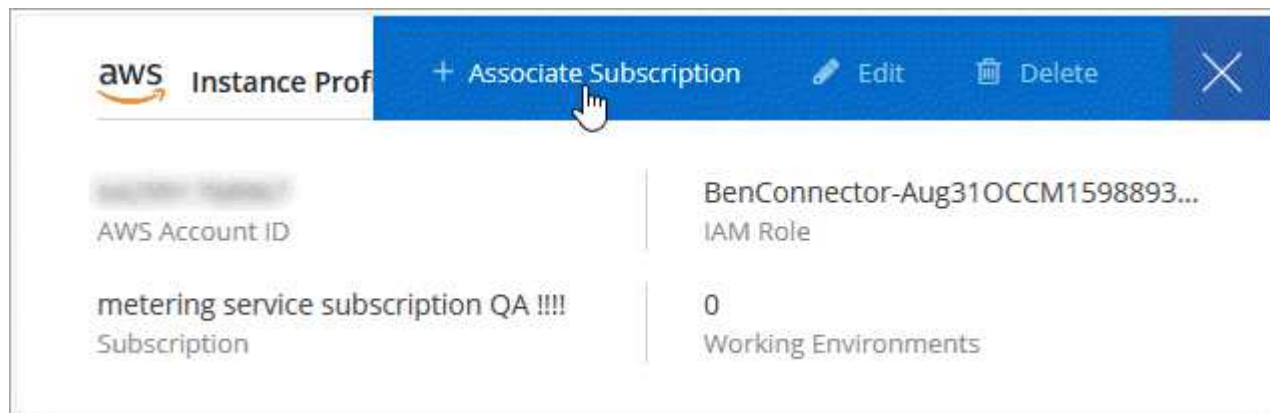 aws Instance Prof + Associate Subscription Edit Delete
BenConnector-Aug31OCCM1598893...
AWS Account ID IAM Role
metering service subscription QA !!!! 0
Subscription Working Environments